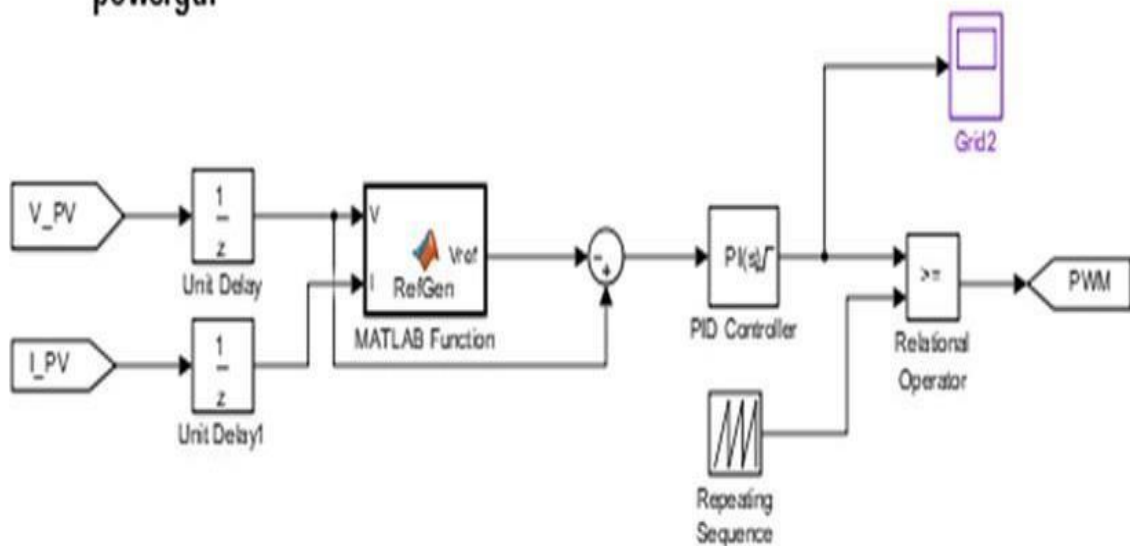 powergui
Grid2
V_PV
1
z
Unit Delay
V
I
Vref
RefGen
MATLAB Function
-
+
PI(s)
PID Controller
>=
Relational
Operator
PWM
I_PV
1
z
Unit Delay1
Repeating
Sequence